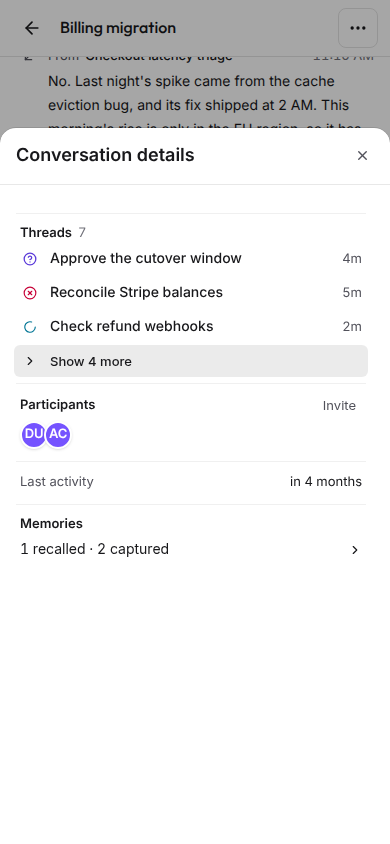 Billing migration
From Checkout latency triage 11:16 AM
No. Last night's spike came from the cache
eviction bug, and its fix shipped at 2 AM. This
morning's rise is only in the EU region, so it has
Conversation details
Threads 7
Approve the cutover window 4m
Reconcile Stripe balances 5m
Check refund webhooks 2m
Show 4 more
Participants Invite
DU AC
Last activity in 4 months
Memories
1 recalled · 2 captured